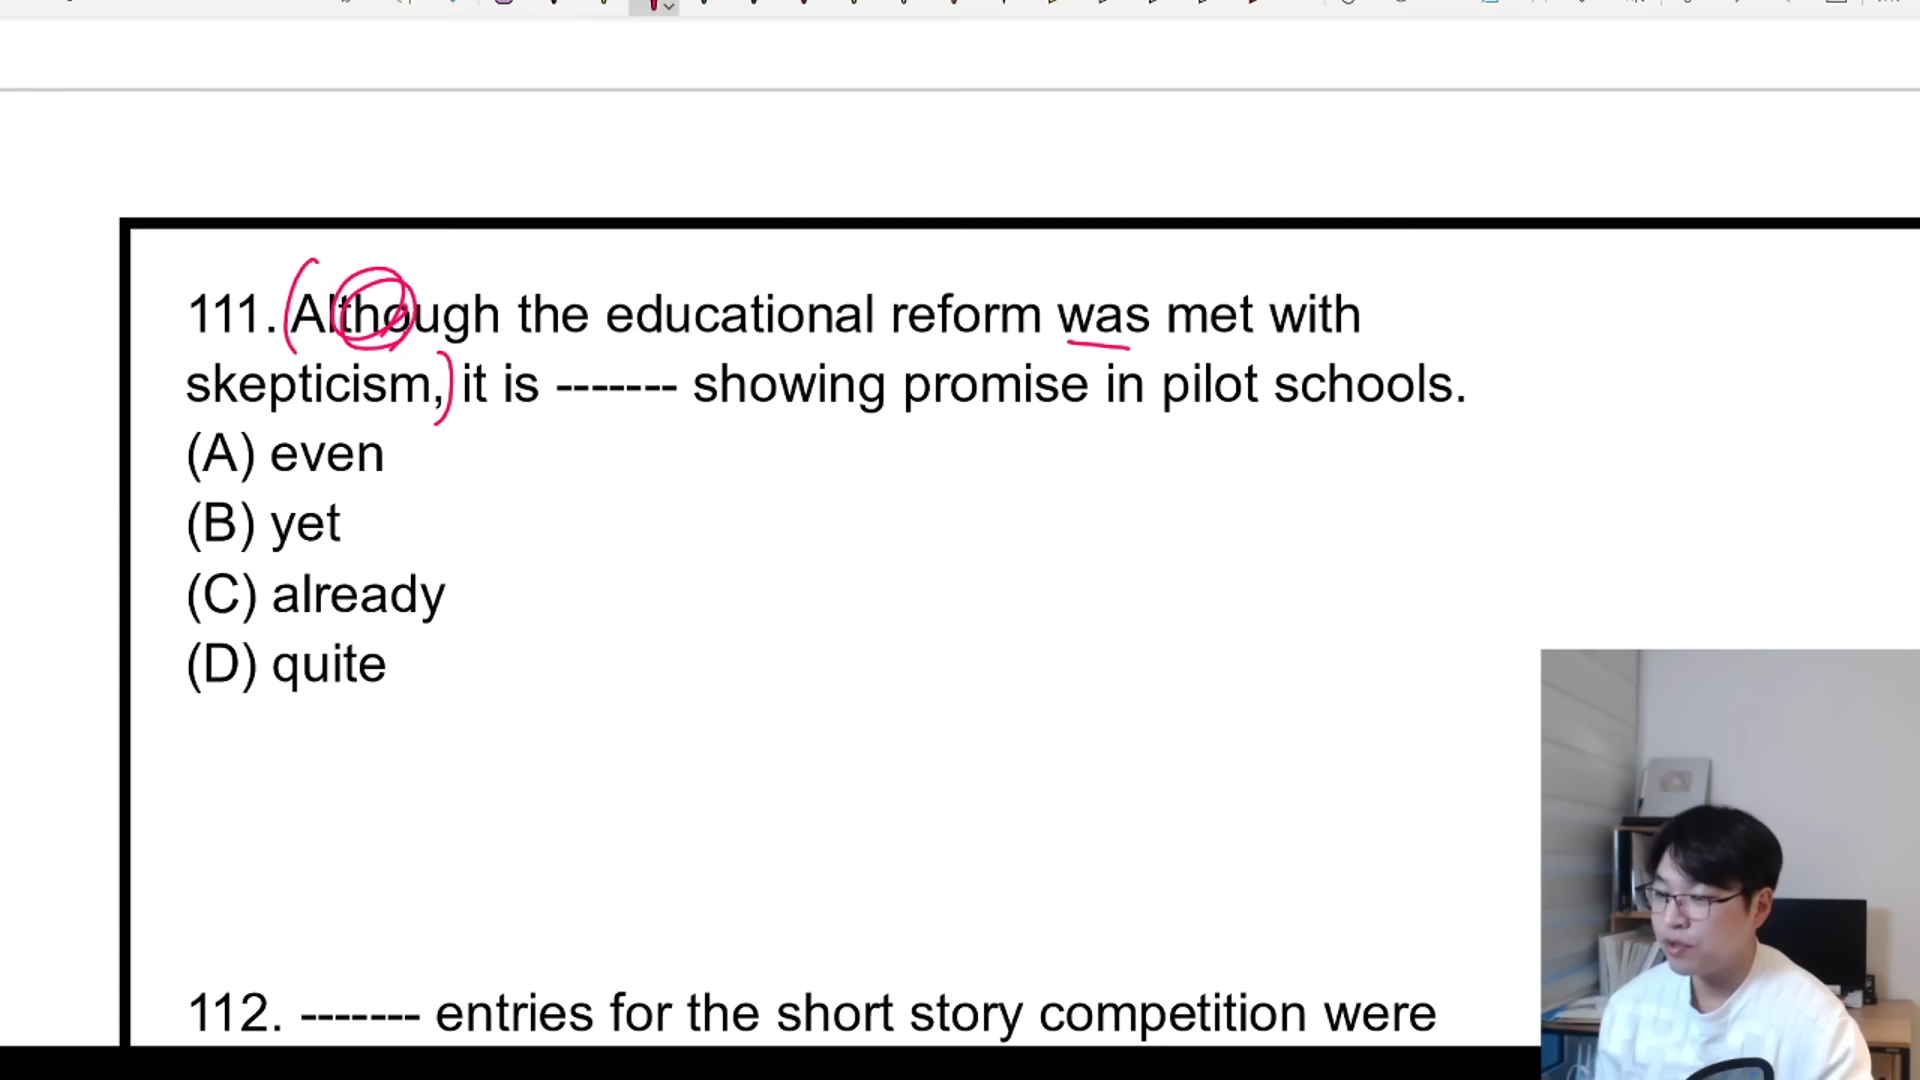 111. Although the educational reform was met with
skepticism, it is ------- showing promise in pilot schools.
(A) even
(B) yet
(C) already
(D) quite
112. ------- entries for the short story competition were